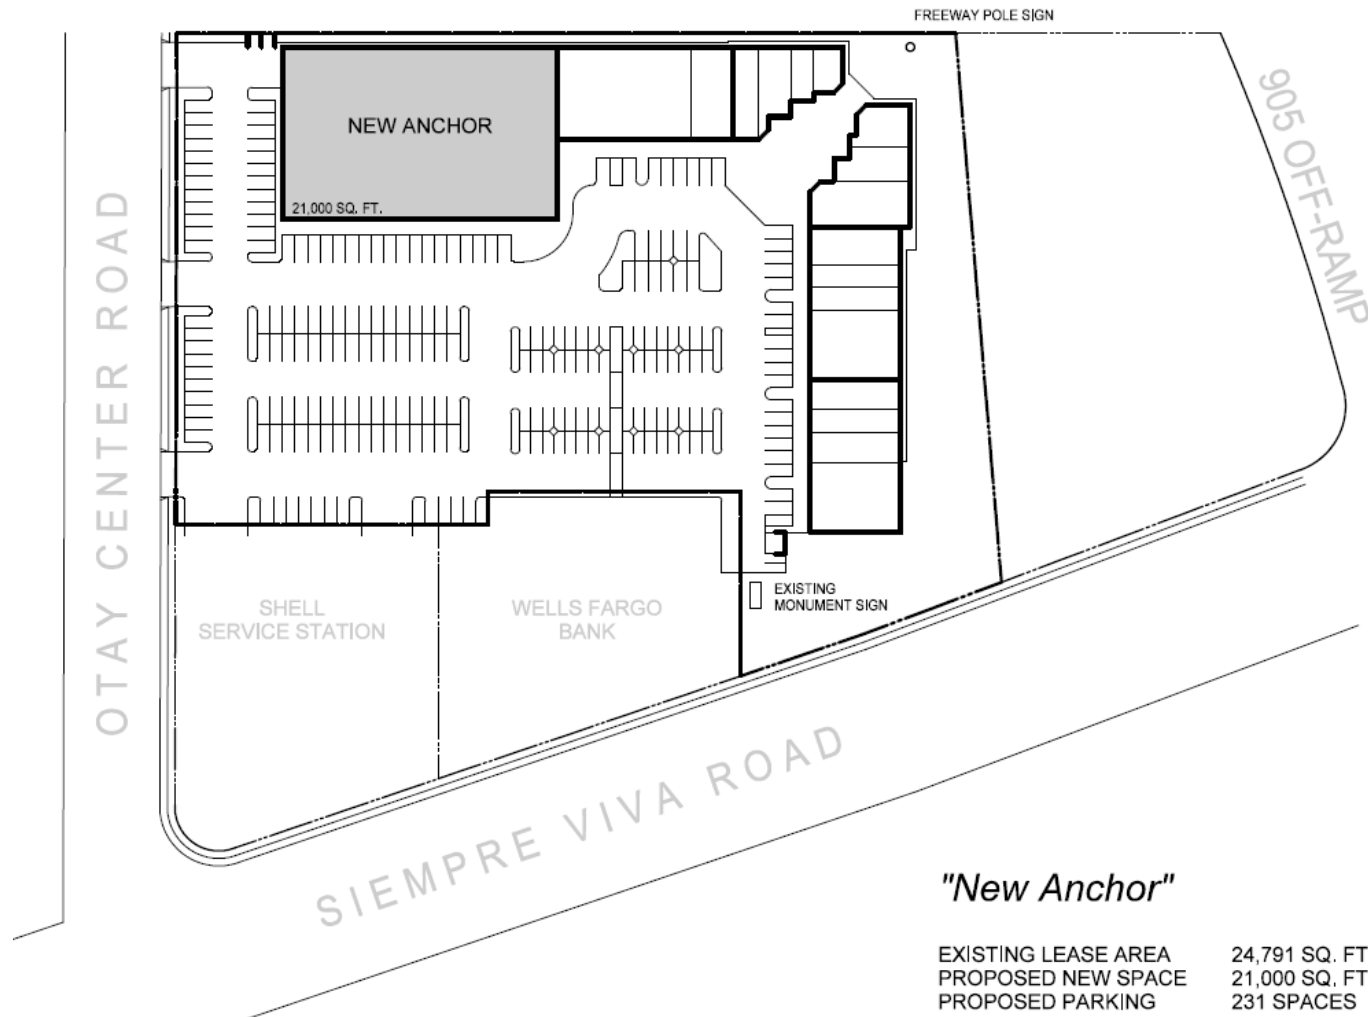 FREEWAY POLE SIGN
905 OFF-RAMP
NEW ANCHOR
21,000 SQ. FT.
OTAY CENTER ROAD
EXISTING
MONUMENT SIGN
SHELL
SERVICE STATION
WELLS FARGO
BANK
SIEMPRE VIVA ROAD
"New Anchor"
EXISTING LEASE AREA 24,791 SQ. FT
PROPOSED NEW SPACE 21,000 SQ. FT
PROPOSED PARKING 231 SPACES